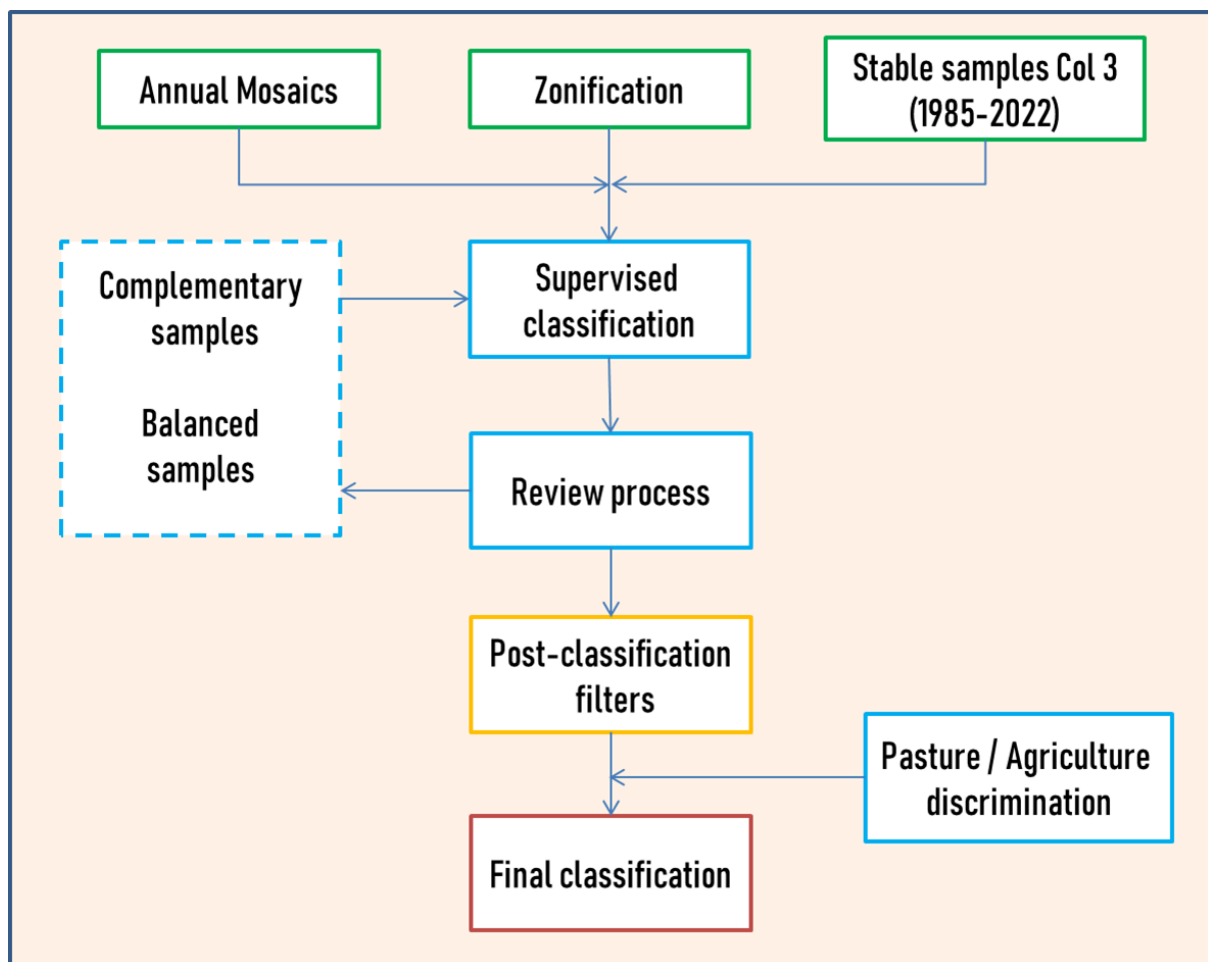 Annual Mosaics
Zonification
Stable samples Col 3
(1985-2022)
Complementary
samples
Balanced
samples
Supervised
classification
Review process
Post-classification
filters
Pasture / Agriculture
discrimination
Final classification